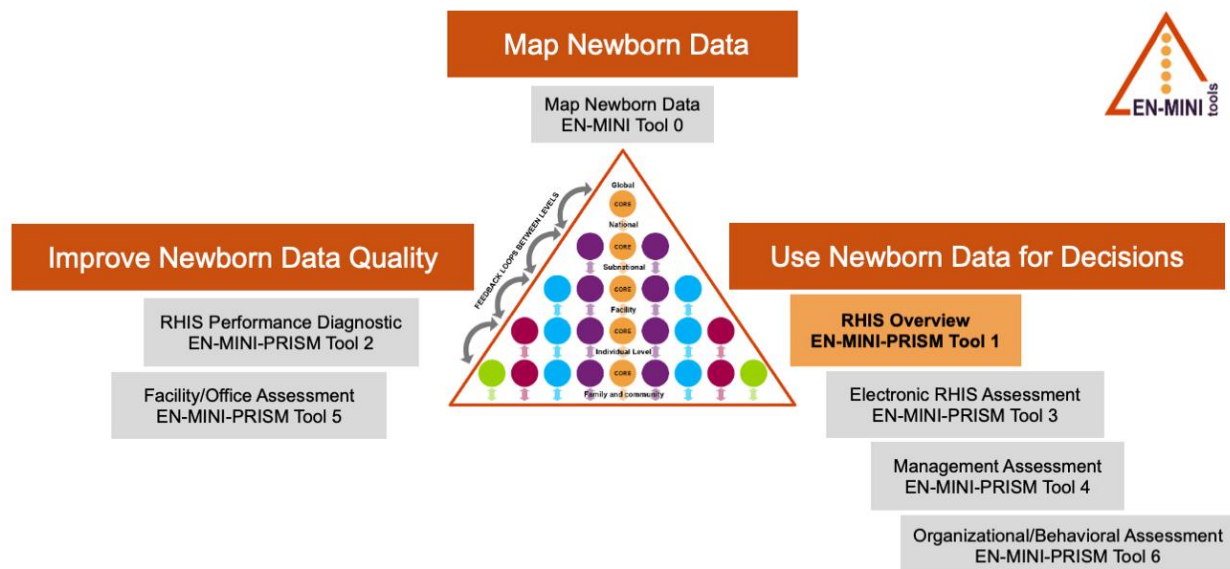 Map Newborn Data
Map Newborn Data
EN-MINI Tool 0
EN-MINI
tools
Improve Newborn Data Quality
RHIS Performance Diagnostic
EN-MINI-PRISM Tool 2
Facility/Office Assessment
EN-MINI-PRISM Tool 5
FEEDBACK LOOPS BETWEEN LEVELS
Global
CORE
National
CORE
Subnational
CORE
Facility
CORE
Individual Level
CORE
Family and community
Use Newborn Data for Decisions
RHIS Overview
EN-MINI-PRISM Tool 1
Electronic RHIS Assessment
EN-MINI-PRISM Tool 3
Management Assessment
EN-MINI-PRISM Tool 4
Organizational/Behavioral Assessment
EN-MINI-PRISM Tool 6